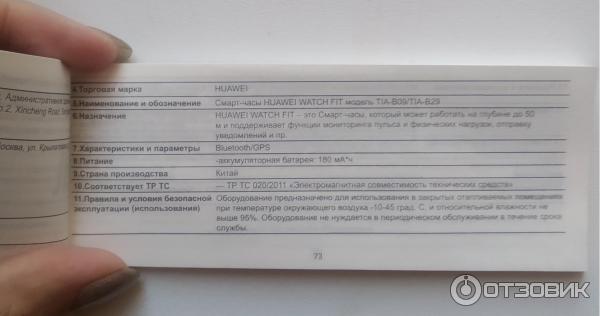 4.Торговая марка HUAWEI
5.Наименование и обозначение Смарт-часы HUAWEI WATCH FIT модель TIA-B09/TIA-B29
6.Назначение HUAWEI WATCH FIT – это Смарт-часы, который может работать на глубине до 50
м и поддерживает функции мониторинга пульса и физических нагрузок, отправку
уведомлений и пр.
7.Характеристики и параметры Bluetooth/GPS
8.Питание -аккумуляторная батарея: 180 мА*ч
9.Страна производства Китай
10.Соответствует ТР ТС — ТР ТС 020/2011 «Электромагнитная совместимость технических средств»
11.Правила и условия безопасной Оборудование предназначено для использования в закрытых отапливаемых помещениях
эксплуатации (использования) при температуре окружающего воздуха -10-45 град. С, и относительной влажности не
выше 95%. Оборудование не нуждается в периодическом обслуживании в течение срока
службы.
73
Административное
2, Xincheng Road,
ул.
ОТЗОВИК